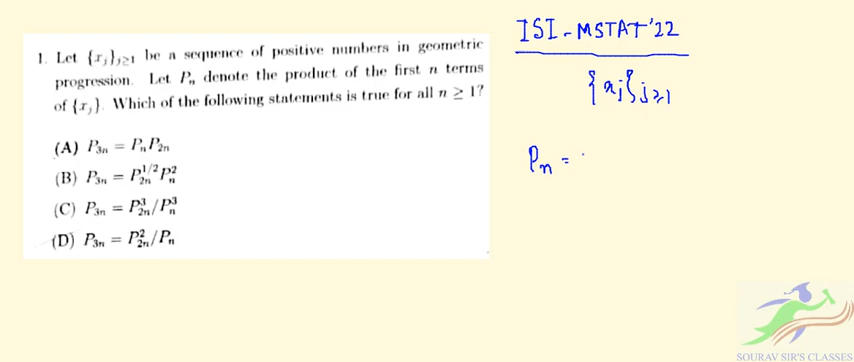 1. Let {x_j}_{j≥1} be a sequence of positive numbers in geometric
progression. Let P_n denote the product of the first n terms
of {x_j}. Which of the following statements is true for all n ≥ 1?
(A) P_{3n} = P_n P_{2n}
(B) P_{3n} = P_{2n}^{1/2} P_n^2
(C) P_{3n} = P_{2n}^3 / P_n^3
(D) P_{3n} = P_{2n}^2 / P_n
ISI - MSTAT '22
{x_j}_{j≥1}
P_n =
SOURAV SIR'S CLASSES